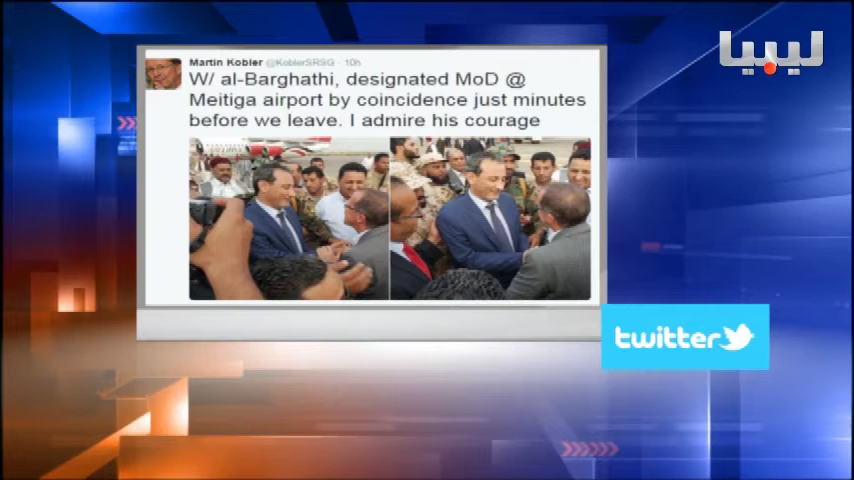 Martin Kobler @KoblerSRSG · 10h
W/ al-Barghathi, designated MoD @
Meitiga airport by coincidence just minutes
before we leave. I admire his courage
ليبيا
twitter